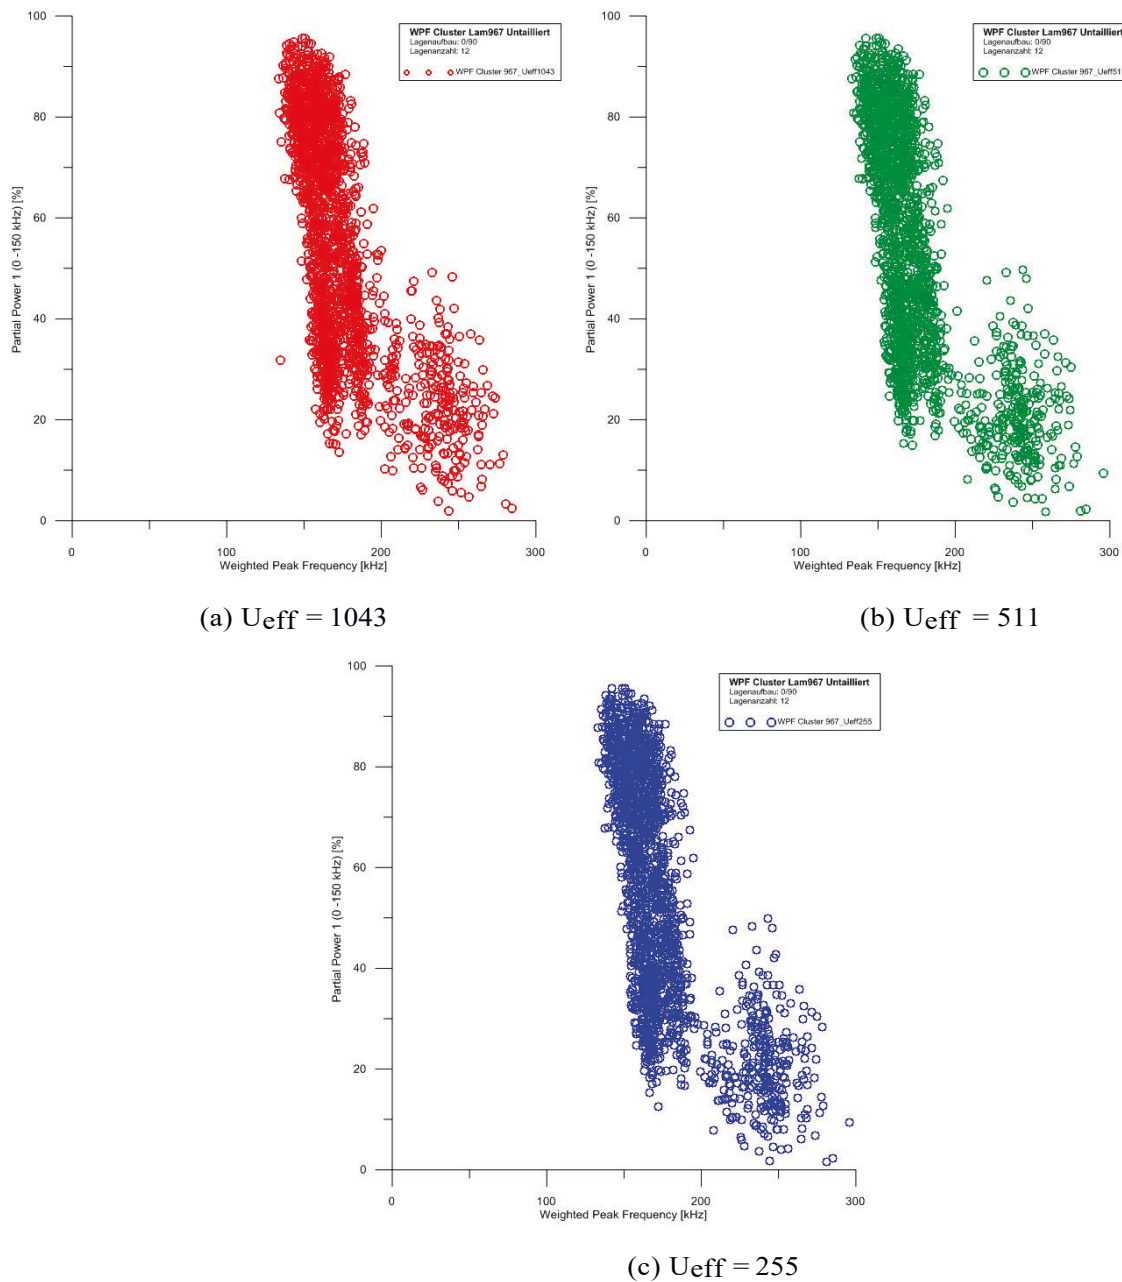 100
80
60
40
20
0
Partial Power 1 (0 -150 kHz) [%]
WPF Cluster Lam967 Untailliert
Lagenaufbau: 0/90
Lagenanzahl: 12
WPF Cluster 967_Ueff1043
0
100
200
300
Weighted Peak Frequency [kHz]
(a) Ueff = 1043
100
80
60
40
20
0
Partial Power 1 (0 -150 kHz) [%]
WPF Cluster Lam967 Untailliert
Lagenaufbau: 0/90
Lagenanzahl: 12
WPF Cluster 967_Ueff51
0
100
200
300
Weighted Peak Frequency [kHz]
(b) Ueff = 511
100
80
60
40
20
0
Partial Power 1 (0 -150 kHz) [%]
WPF Cluster Lam967 Untailliert
Lagenaufbau: 0/90
Lagenanzahl: 12
WPF Cluster 967_Ueff255
0
100
200
300
Weighted Peak Frequency [kHz]
(c) Ueff = 255